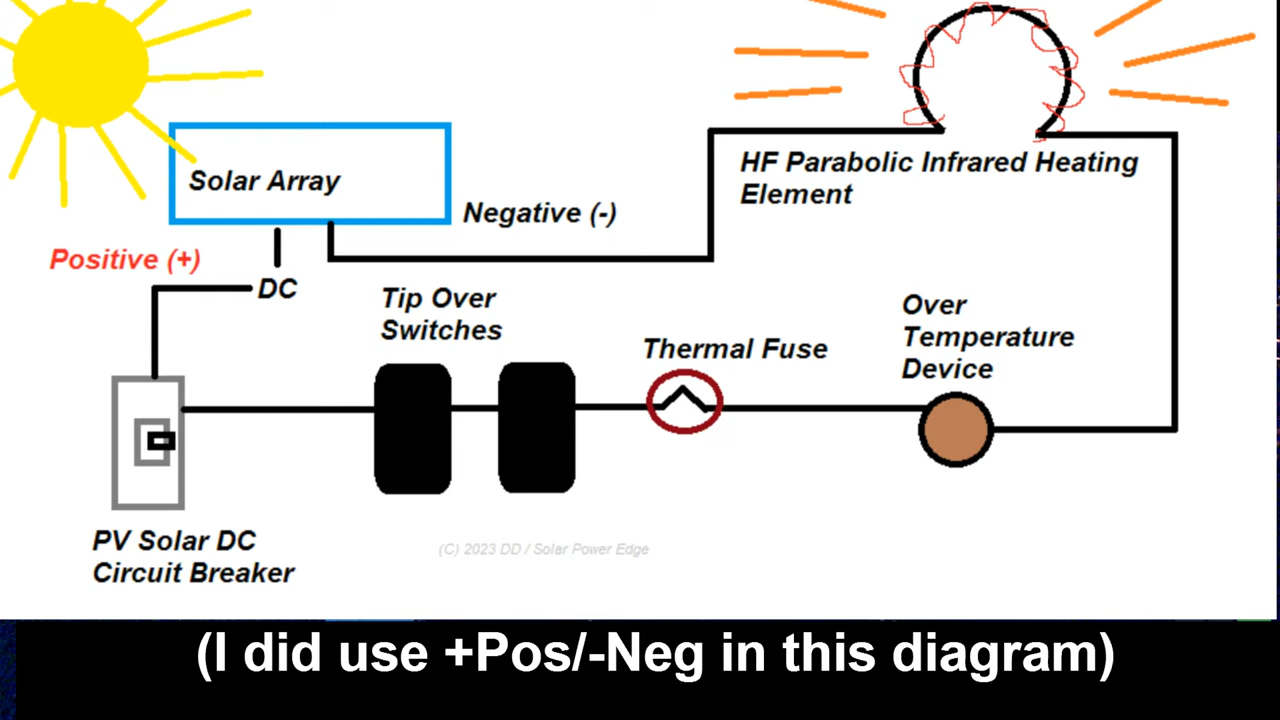 Solar Array
Negative (-)
Positive (+)
DC
HF Parabolic Infrared Heating
Element
Tip Over
Switches
Thermal Fuse
Over
Temperature
Device
PV Solar DC
Circuit Breaker
(C) 2023 DD / Solar Power Edge
(I did use +Pos/-Neg in this diagram)